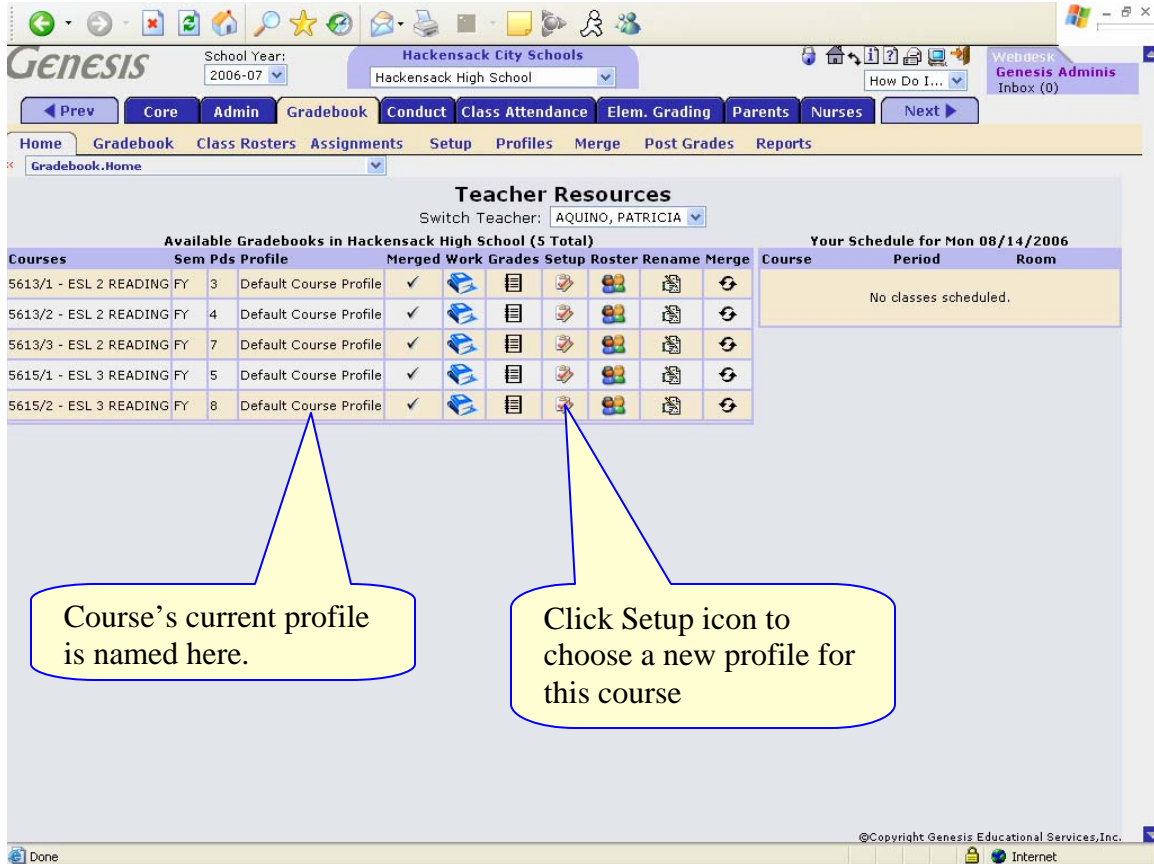 Genesis
School Year:
2006-07
Hackensack City Schools
Hackensack High School
How Do I...
Webdesk
Genesis Adminis
Inbox (0)
Prev Core Admin Gradebook Conduct Class Attendance Elem. Grading Parents Nurses Next
Home Gradebook Class Rosters Assignments Setup Profiles Merge Post Grades Reports
« Gradebook.Home
Teacher Resources
Switch Teacher: AQUINO, PATRICIA
Available Gradebooks in Hackensack High School (5 Total)
Courses Sem Pds Profile Merged Work Grades Setup Roster Rename Merge
5613/1 - ESL 2 READING FY 3 Default Course Profile
5613/2 - ESL 2 READING FY 4 Default Course Profile
5613/3 - ESL 2 READING FY 7 Default Course Profile
5615/1 - ESL 3 READING FY 5 Default Course Profile
5615/2 - ESL 3 READING FY 8 Default Course Profile
Your Schedule for Mon 08/14/2006
Course Period Room
No classes scheduled.
Course’s current profile
is named here.
Click Setup icon to
choose a new profile for
this course
©Copyright Genesis Educational Services,Inc.
Done
Internet